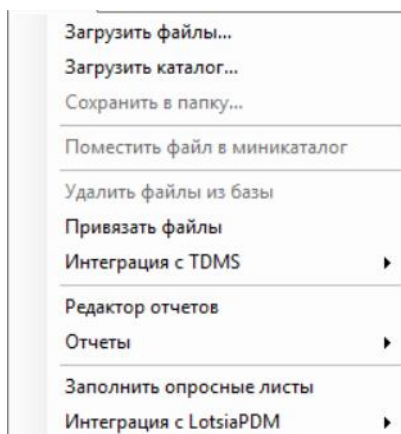 Загрузить файлы...
Загрузить каталог...
Сохранить в папку...
Поместить файл в миникаталог
Удалить файлы из базы
Привязать файлы
Интеграция с TDMS
Редактор отчетов
Отчеты
Заполнить опросные листы
Интеграция с LotsiaPDM